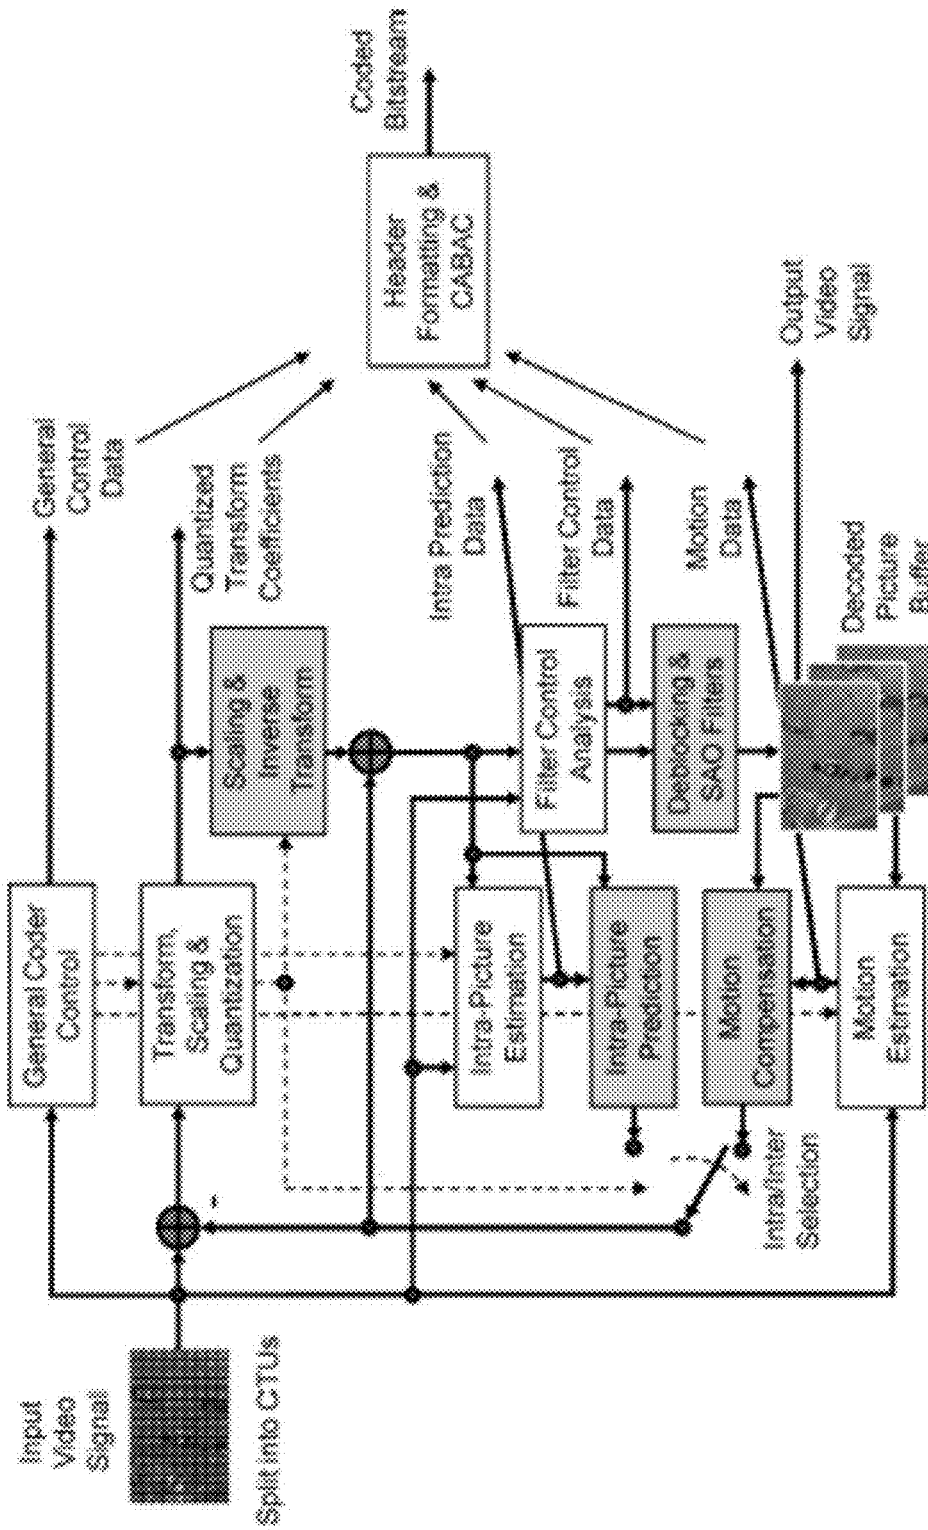 Input
Video
Signal
Split into CTUs
General Coder
Control
Transform,
Scaling &
Quantization
Scaling &
Inverse
Transform
General
Control
Data
Quantized
Transform
Coefficients
Intra-Picture
Estimation
Intra-Picture
Prediction
Motion
Compensation
Motion
Estimation
Intra/Inter
Selection
-
Filter Control
Analysis
Debocking &
SAO Filters
Intra Prediction
Data
Filter Control
Data
Motion
Data
Decoded
Picture
Buffer
Output
Video
Signal
Header
Formatting &
CABAC
Coded
Bitstream